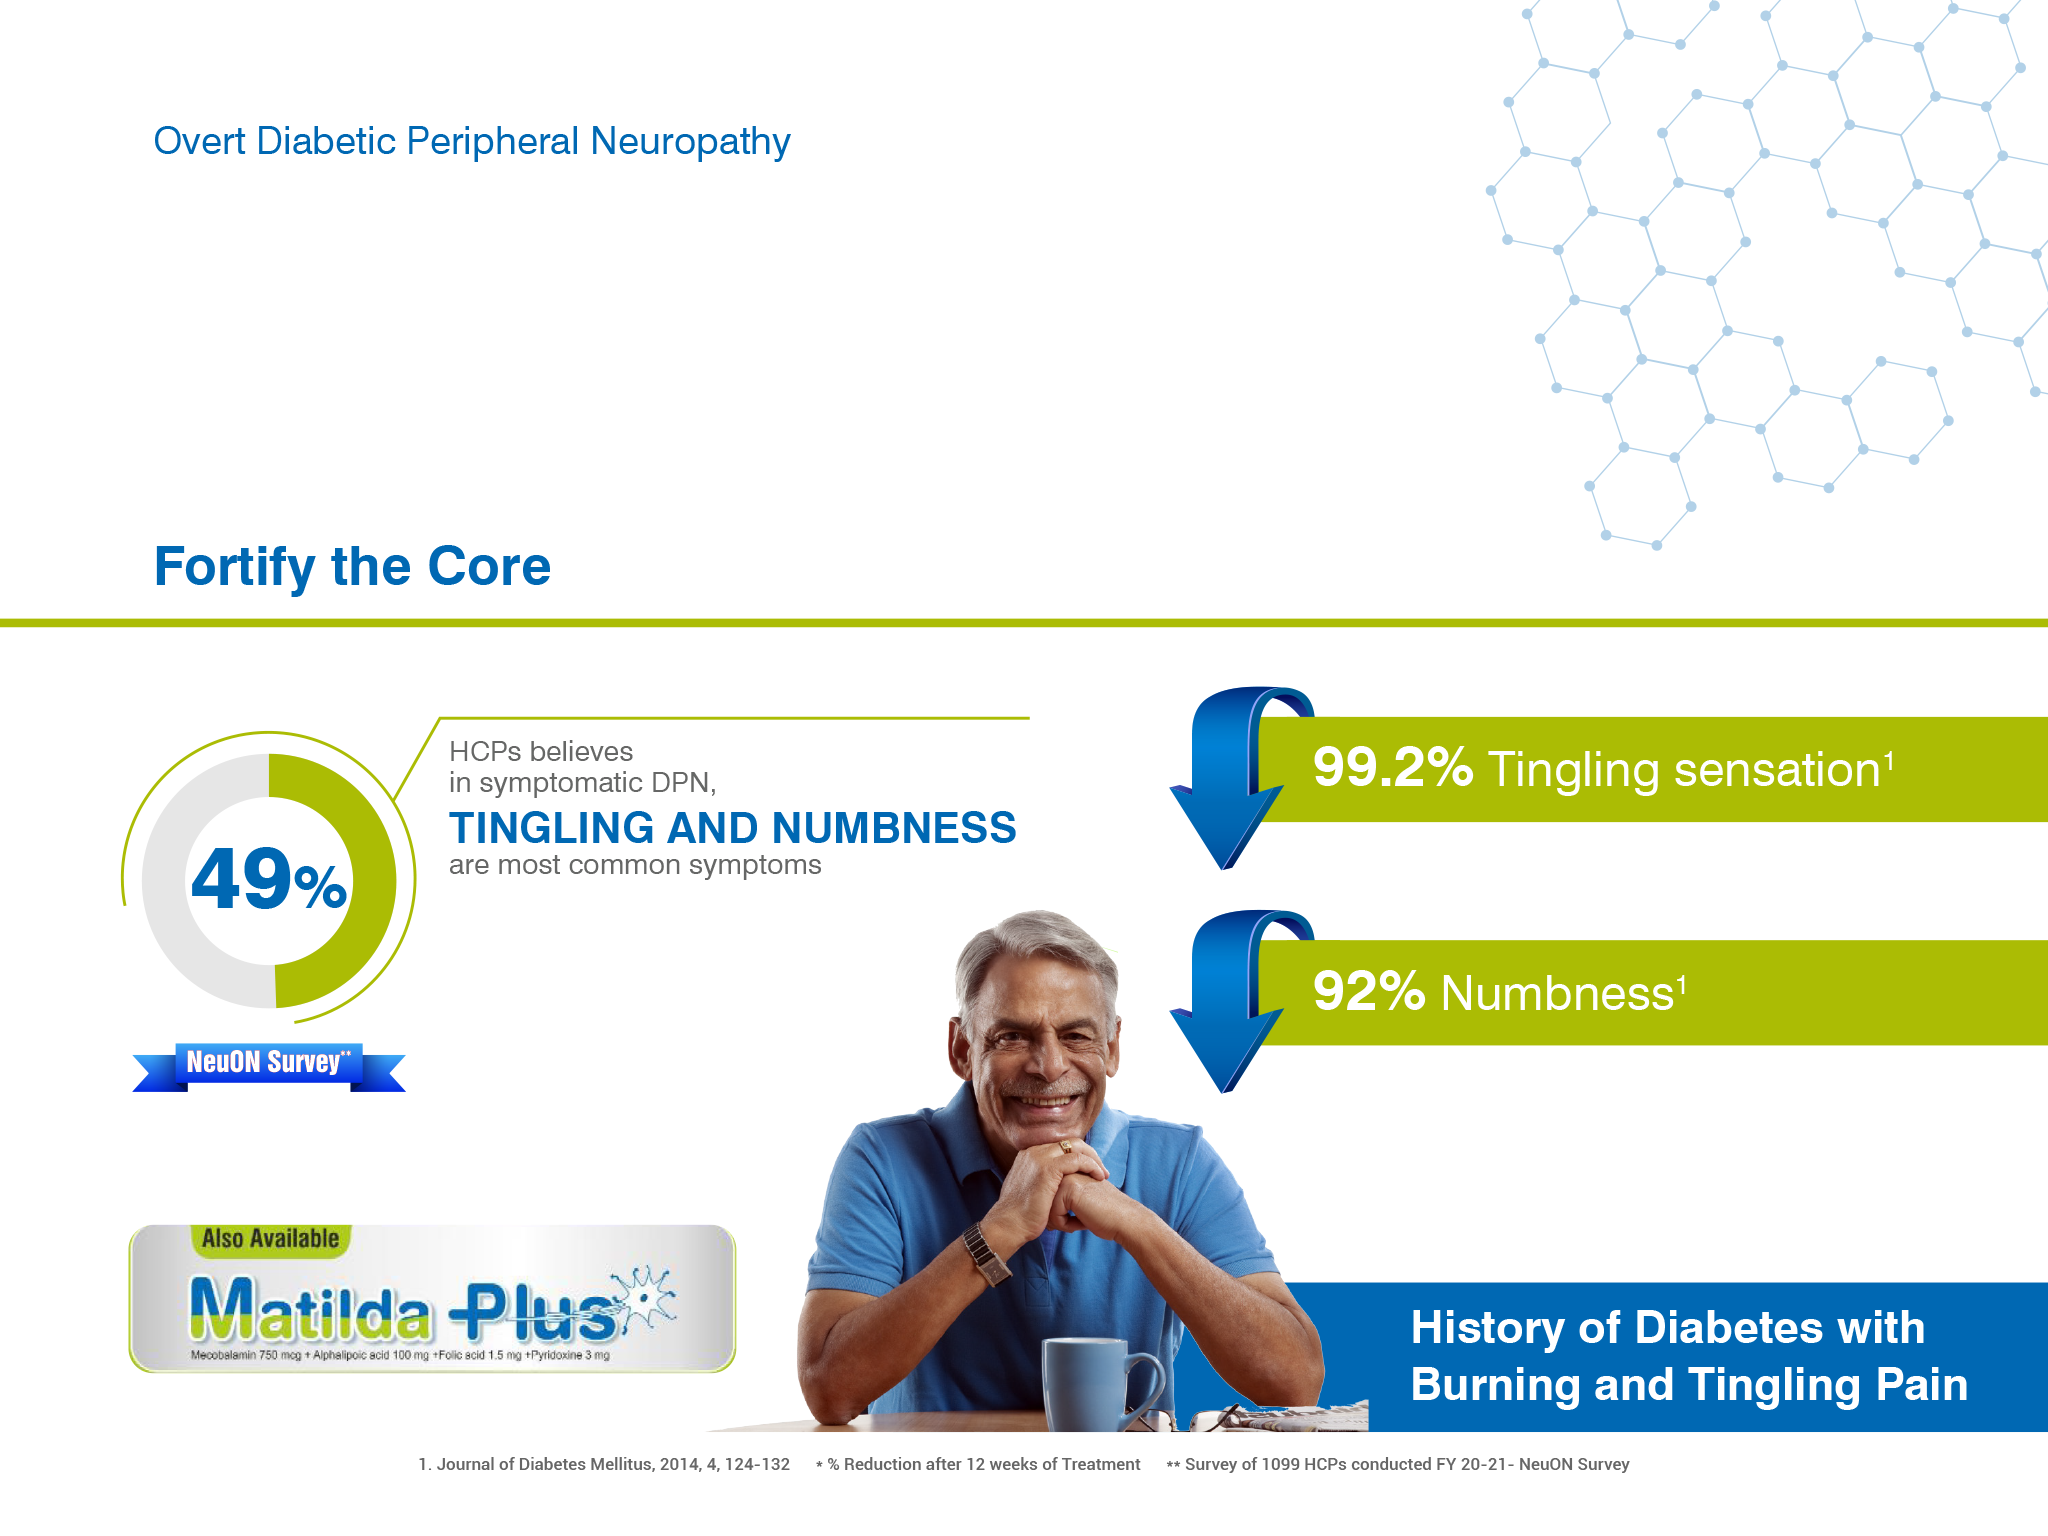 Overt Diabetic Peripheral Neuropathy
Fortify the Core
HCPs believes
in symptomatic DPN,
TINGLING AND NUMBNESS
are most common symptoms
49%
NeuON Survey**
99.2% Tingling sensation¹
92% Numbness¹
Also Available
Matilda Plus
Mecobalamin 750 mcg + Alphalipoic acid 100 mg +Folic acid 1.5 mg +Pyridoxine 3 mg
History of Diabetes with
Burning and Tingling Pain
1. Journal of Diabetes Mellitus, 2014, 4, 124-132 * % Reduction after 12 weeks of Treatment ** Survey of 1099 HCPs conducted FY 20-21- NeuON Survey